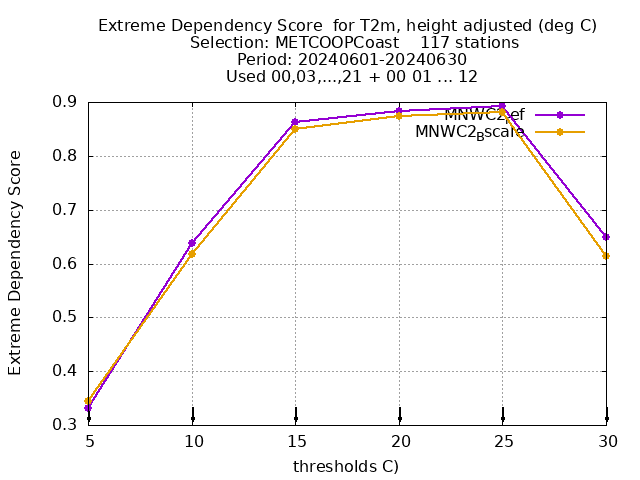 Extreme Dependency Score  for T2m, height adjusted (deg C)
Selection: METCOOPCoast    117 stations
Period: 20240601-20240630
Used 00,03,...,21 + 00 01 ... 12
Extreme Dependency Score
0.9
0.8
0.7
0.6
0.5
0.4
0.3
MNWC2ref
MNWC2Bscale
5
10
15
20
25
30
thresholds C)